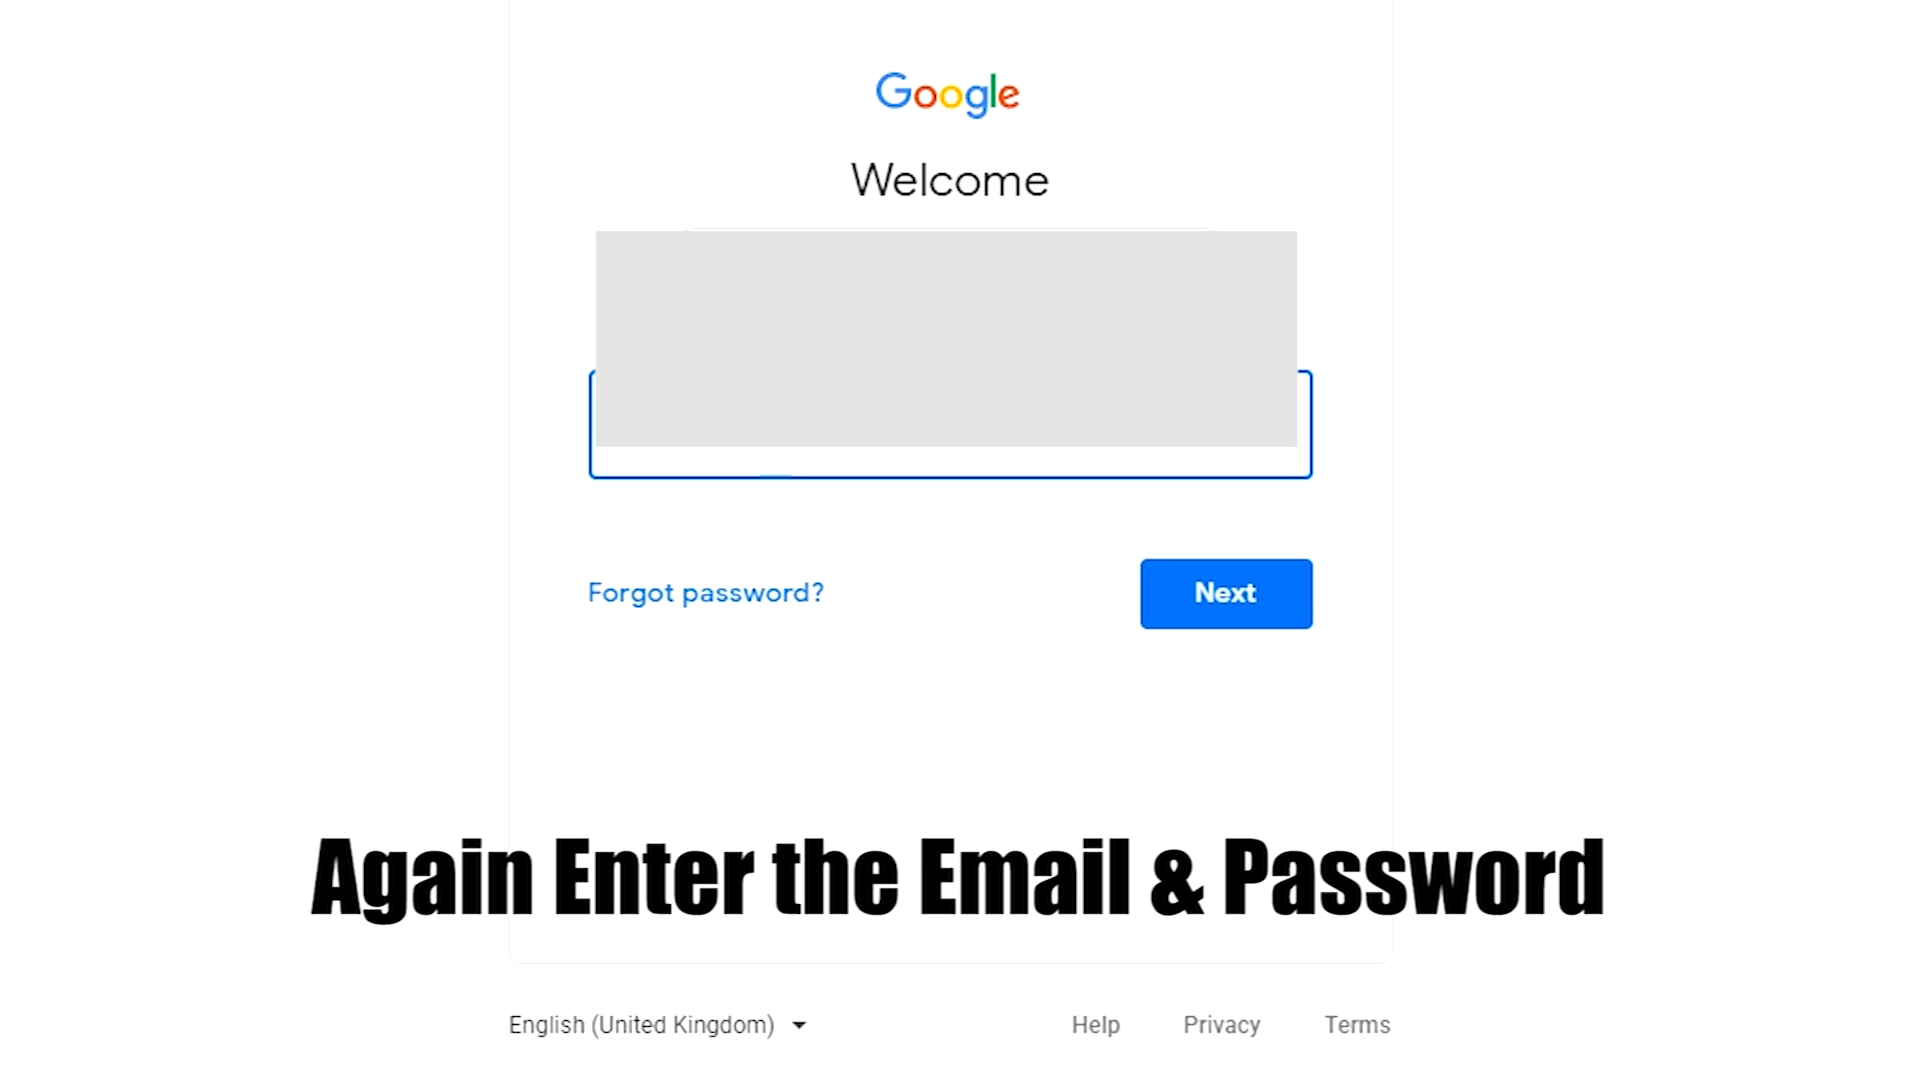 Google
Welcome
Forgot password?
Next
Again Enter the Email & Password
English (United Kingdom)
Help
Privacy
Terms